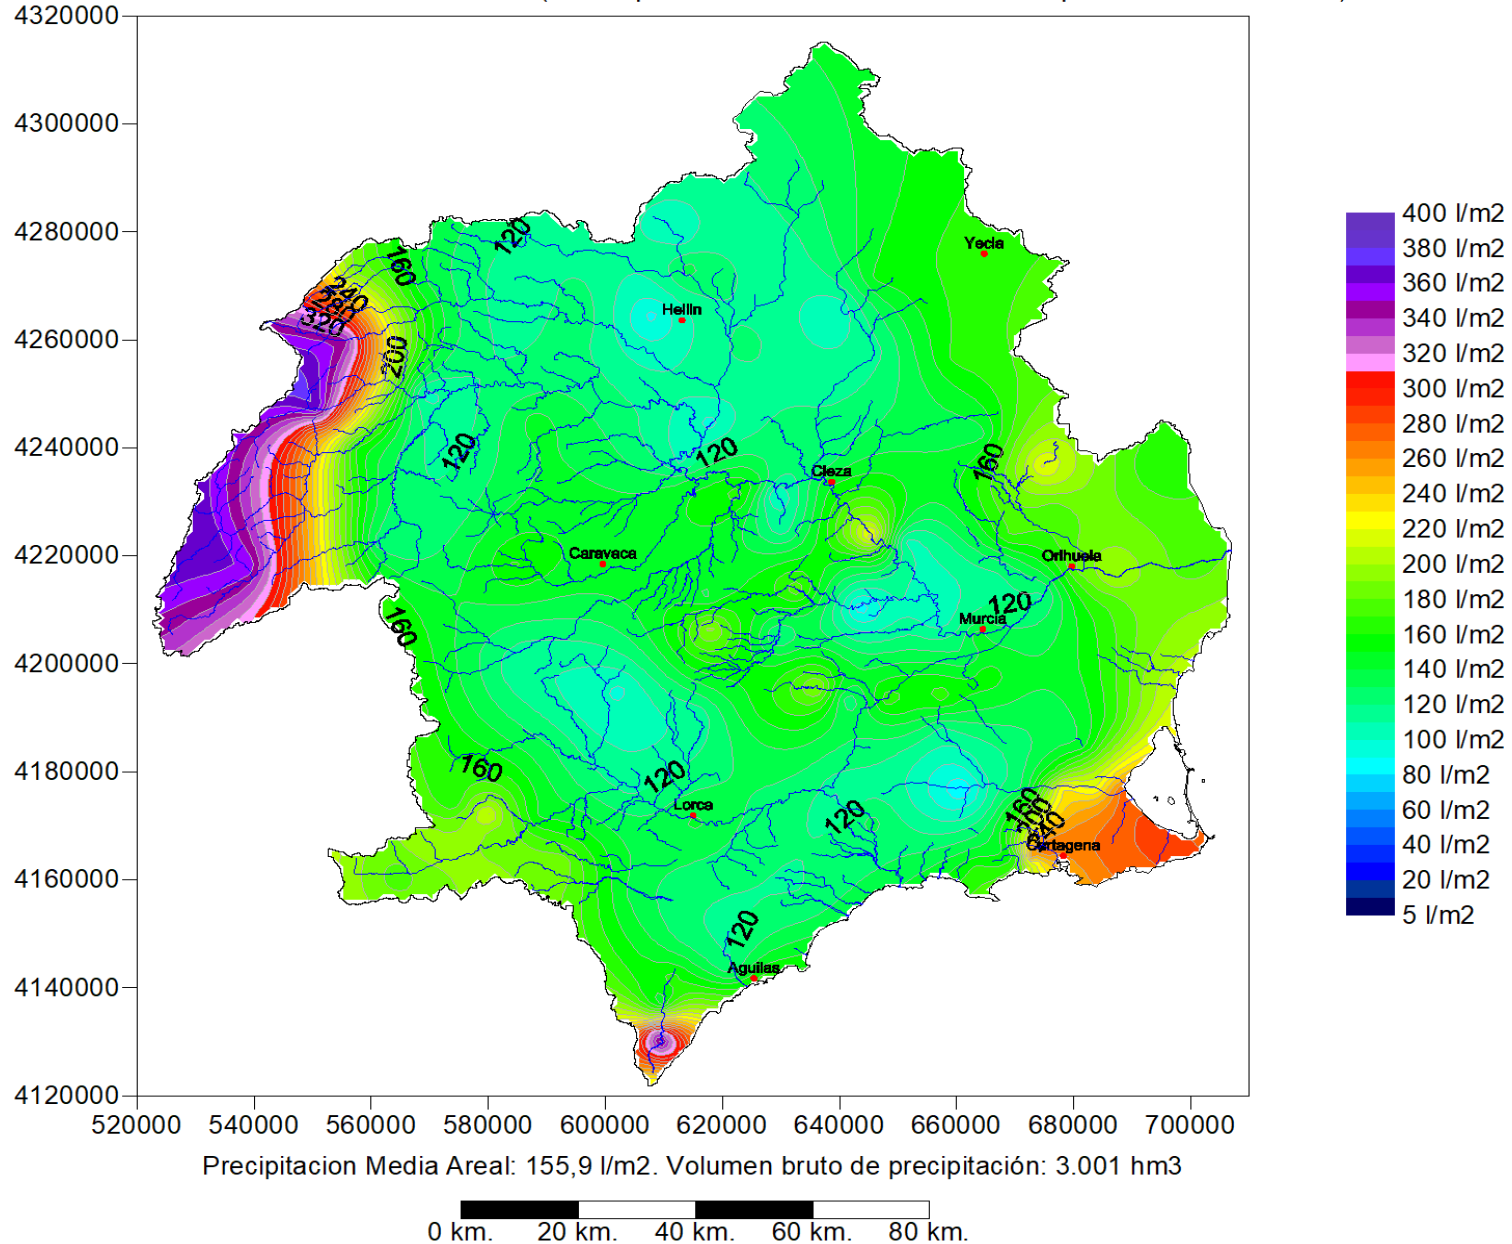 4320000
4300000
4280000
4260000
4240000
4220000
4200000
4180000
4160000
4140000
4120000
520000 540000 560000 580000 600000 620000 640000 660000 680000 700000
120
160
Yecla
240
280
320
Hellin
200
120
120
160
Cieza
Caravaca
Orihuela
120
Murcia
160
160
120
Lorca
120
160
160
240
Cartagena
120
Aguilas
400 l/m2
380 l/m2
360 l/m2
340 l/m2
320 l/m2
300 l/m2
280 l/m2
260 l/m2
240 l/m2
220 l/m2
200 l/m2
180 l/m2
160 l/m2
140 l/m2
120 l/m2
100 l/m2
80 l/m2
60 l/m2
40 l/m2
20 l/m2
5 l/m2
Precipitacion Media Areal: 155,9 l/m2. Volumen bruto de precipitación: 3.001 hm3
0 km. 20 km. 40 km. 60 km. 80 km.